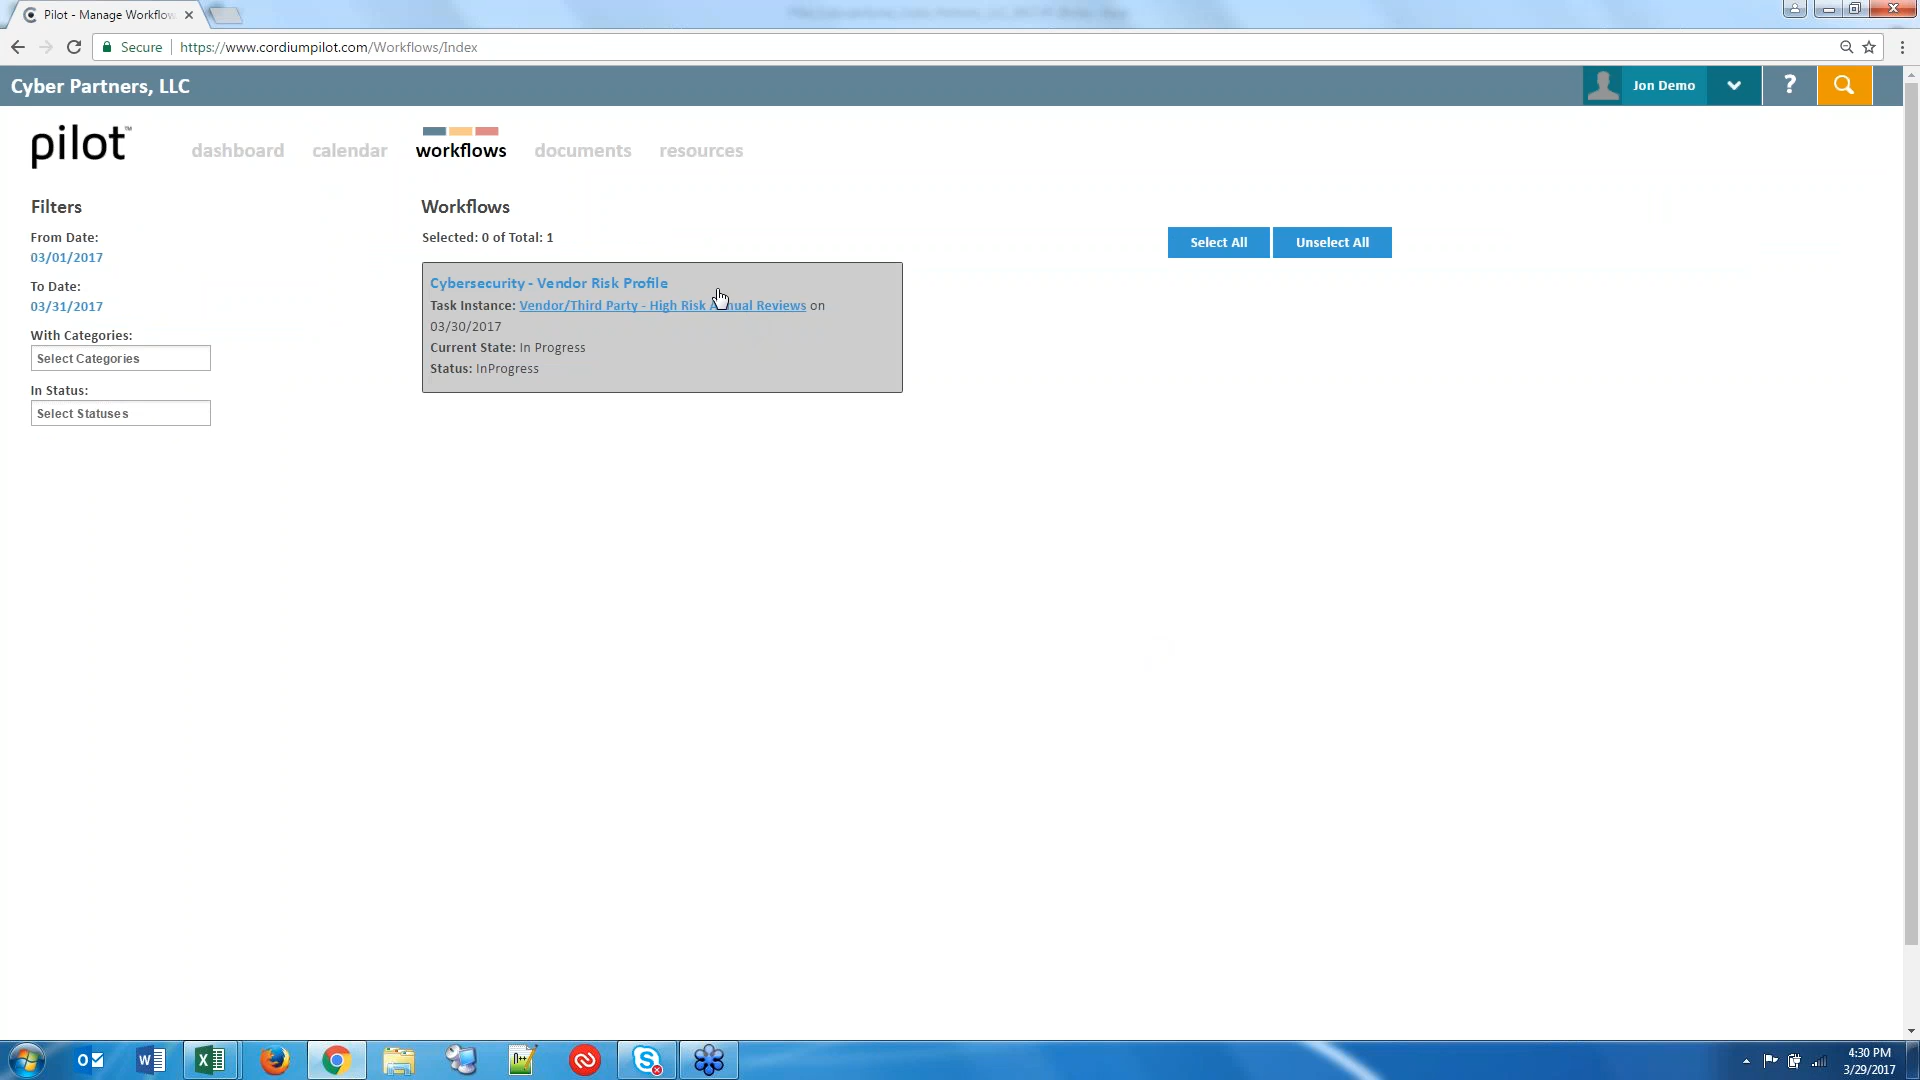 Pilot - Manage Workflow
Secure
https://www.cordiumpilot.com/Workflows/Index
Cyber Partners, LLC
Jon Demo
?
pilot™
dashboard
calendar
workflows
documents
resources
Filters
From Date:
03/01/2017
To Date:
03/31/2017
With Categories:
Select Categories
In Status:
Select Statuses
Workflows
Selected: 0 of Total: 1
Select All
Unselect All
Cybersecurity - Vendor Risk Profile
Task Instance: Vendor/Third Party - High Risk Annual Reviews on
03/30/2017
Current State: In Progress
Status: InProgress
4:30 PM
3/29/2017